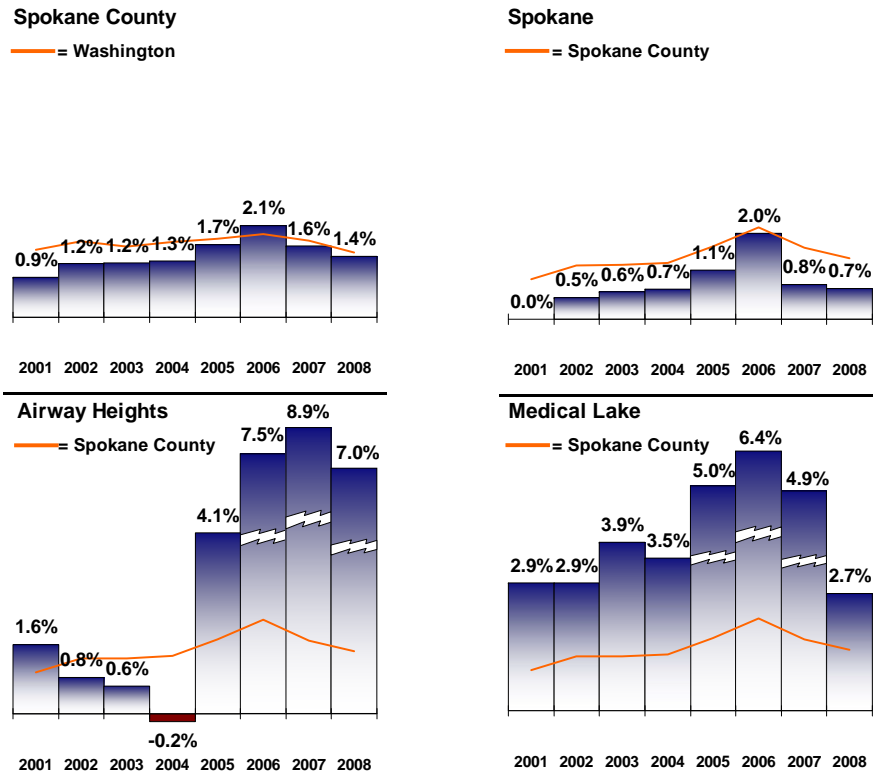 Spokane County
= Washington
0.9% 1.2% 1.2% 1.3% 1.7% 2.1% 1.6% 1.4%
2001 2002 2003 2004 2005 2006 2007 2008
Spokane
= Spokane County
0.0% 0.5% 0.6% 0.7% 1.1% 2.0% 0.8% 0.7%
2001 2002 2003 2004 2005 2006 2007 2008
Airway Heights
= Spokane County
1.6% 0.8% 0.6% -0.2% 4.1% 7.5% 8.9% 7.0%
2001 2002 2003 2004 2005 2006 2007 2008
Medical Lake
= Spokane County
2.9% 2.9% 3.9% 3.5% 5.0% 6.4% 4.9% 2.7%
2001 2002 2003 2004 2005 2006 2007 2008